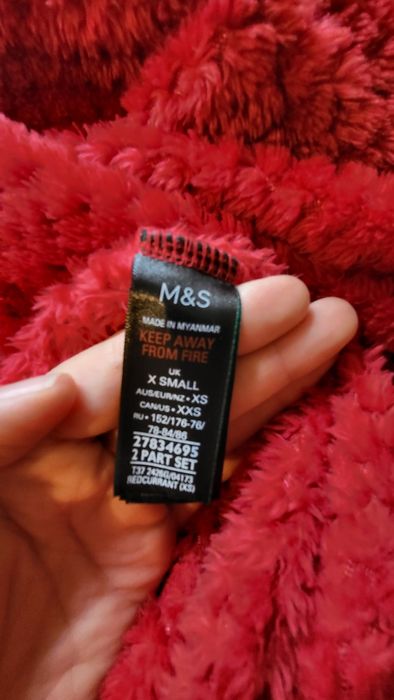 M&S
MADE IN MYANMAR
KEEP AWAY
FROM FIRE
UK
X SMALL
AUS/EUR/NZ • XS
CAN/US • XXS
RU • 152/176-76/
78-84/86
27834695
2 PART SET
T37 2426G/04173
REDCURRANT (XS)